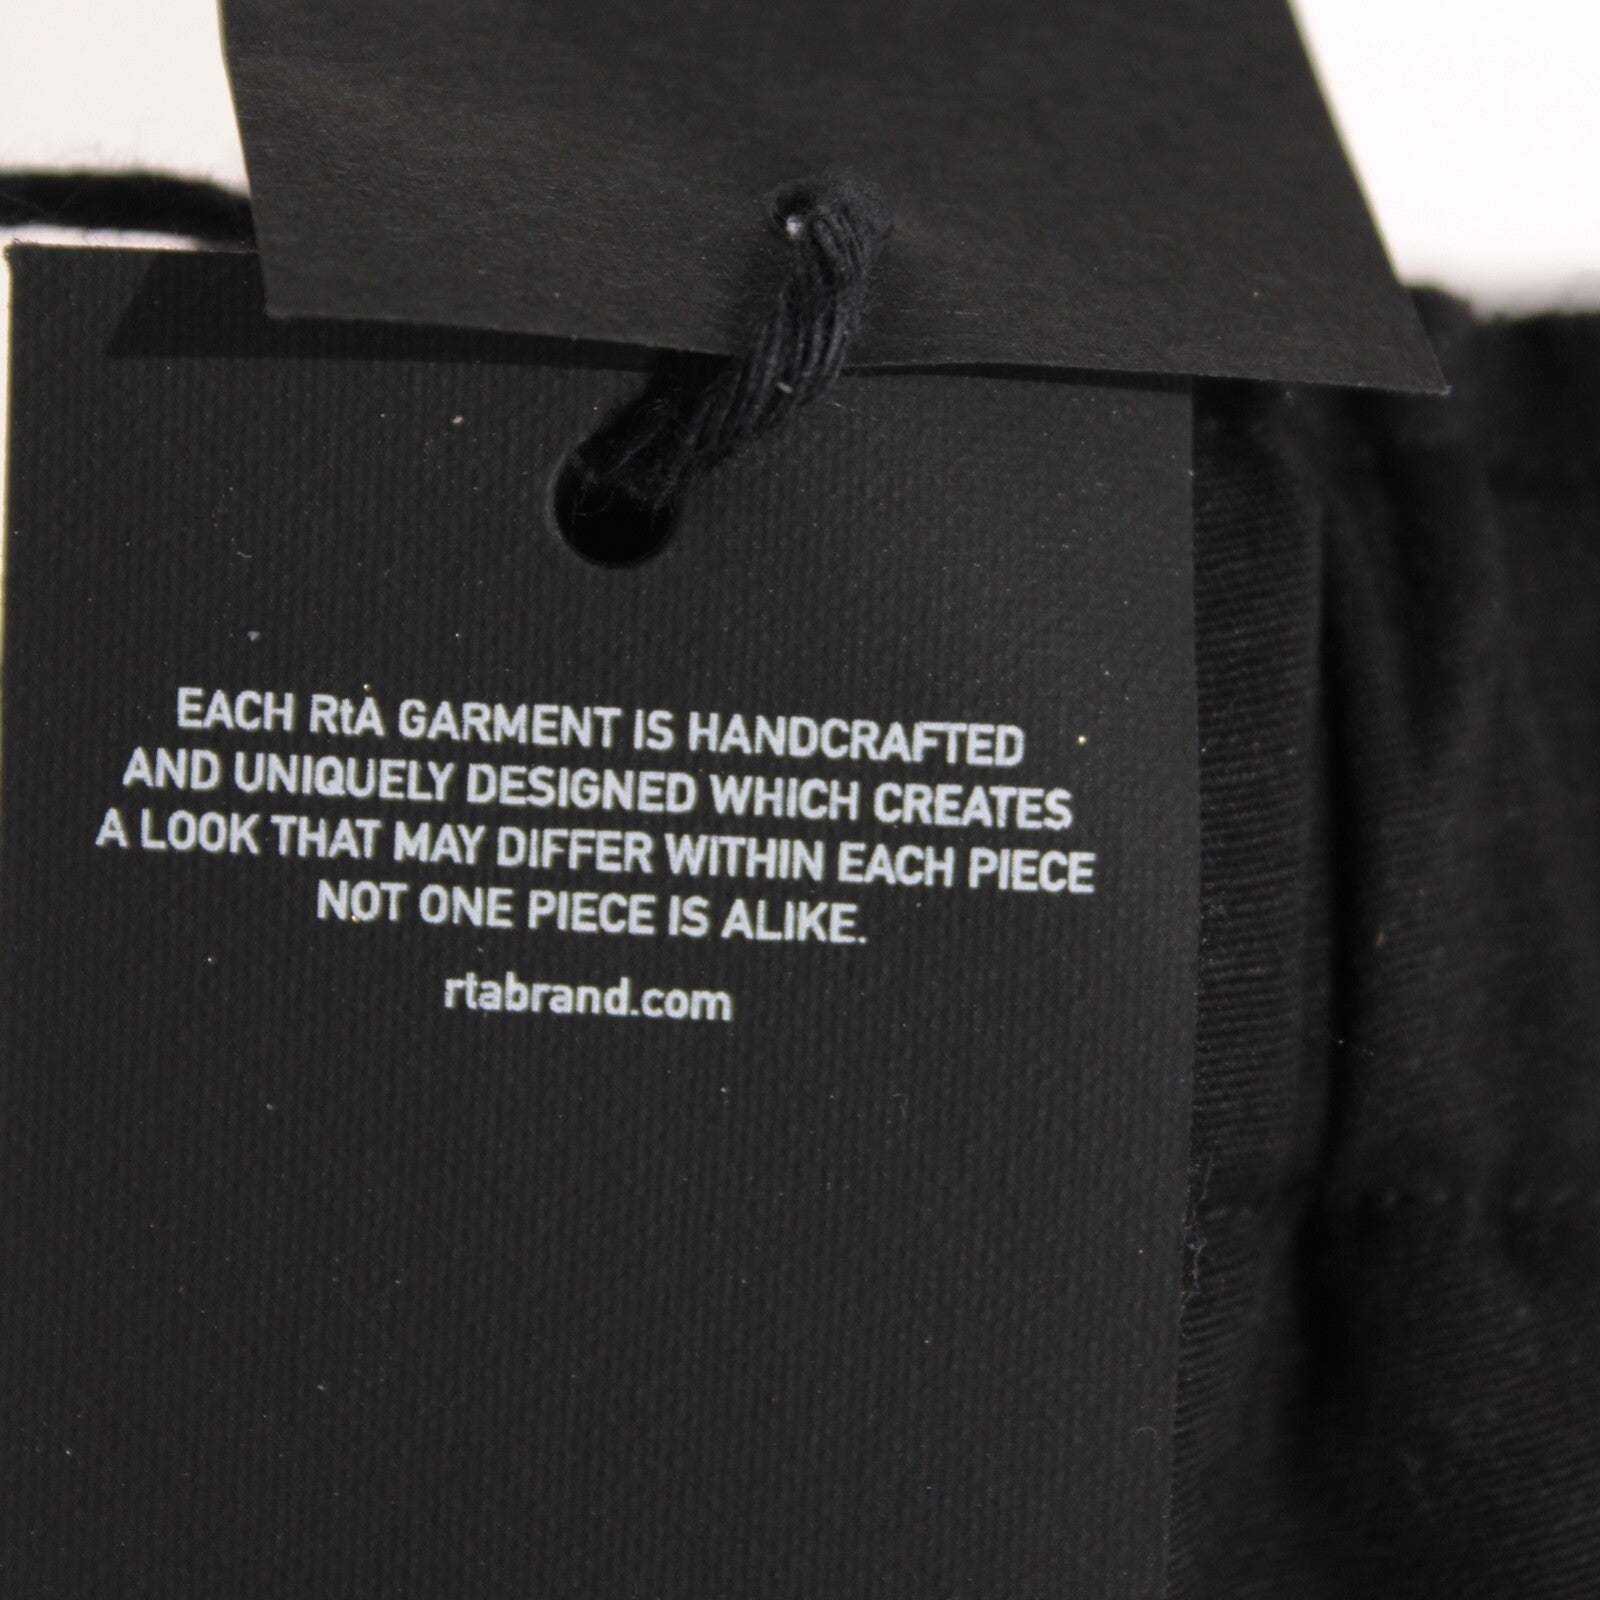 EACH RtA GARMENT IS HANDCRAFTED
AND UNIQUELY DESIGNED WHICH CREATES
A LOOK THAT MAY DIFFER WITHIN EACH PIECE
NOT ONE PIECE IS ALIKE.
rtabrand.com